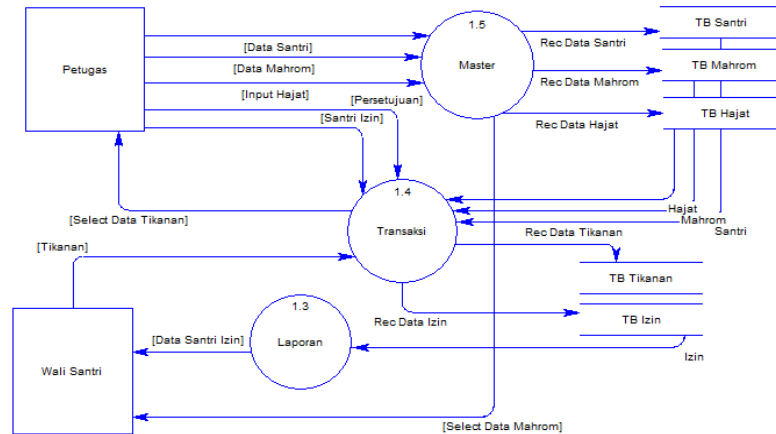 1.5
TB Santri
[Data Santri]
Rec Data Santri
Petugas
[Data Mahrom]
Master
TB Mahrom
Rec Data Mahrom
[Input Hajat]
[Persetujuan]
TB Hajat
[Santri Izin]
Rec Data Hajat
1.4
[Select Data Tikanan]
Hajat
Mahrom
Transaksi
Rec Data Tikanan
Santri
[Tikanan]
TB Tikanan
1.3
Rec Data Izin
TB Izin
[Data Santri Izin]
Laporan
Izin
Wali Santri
[Select Data Mahrom]